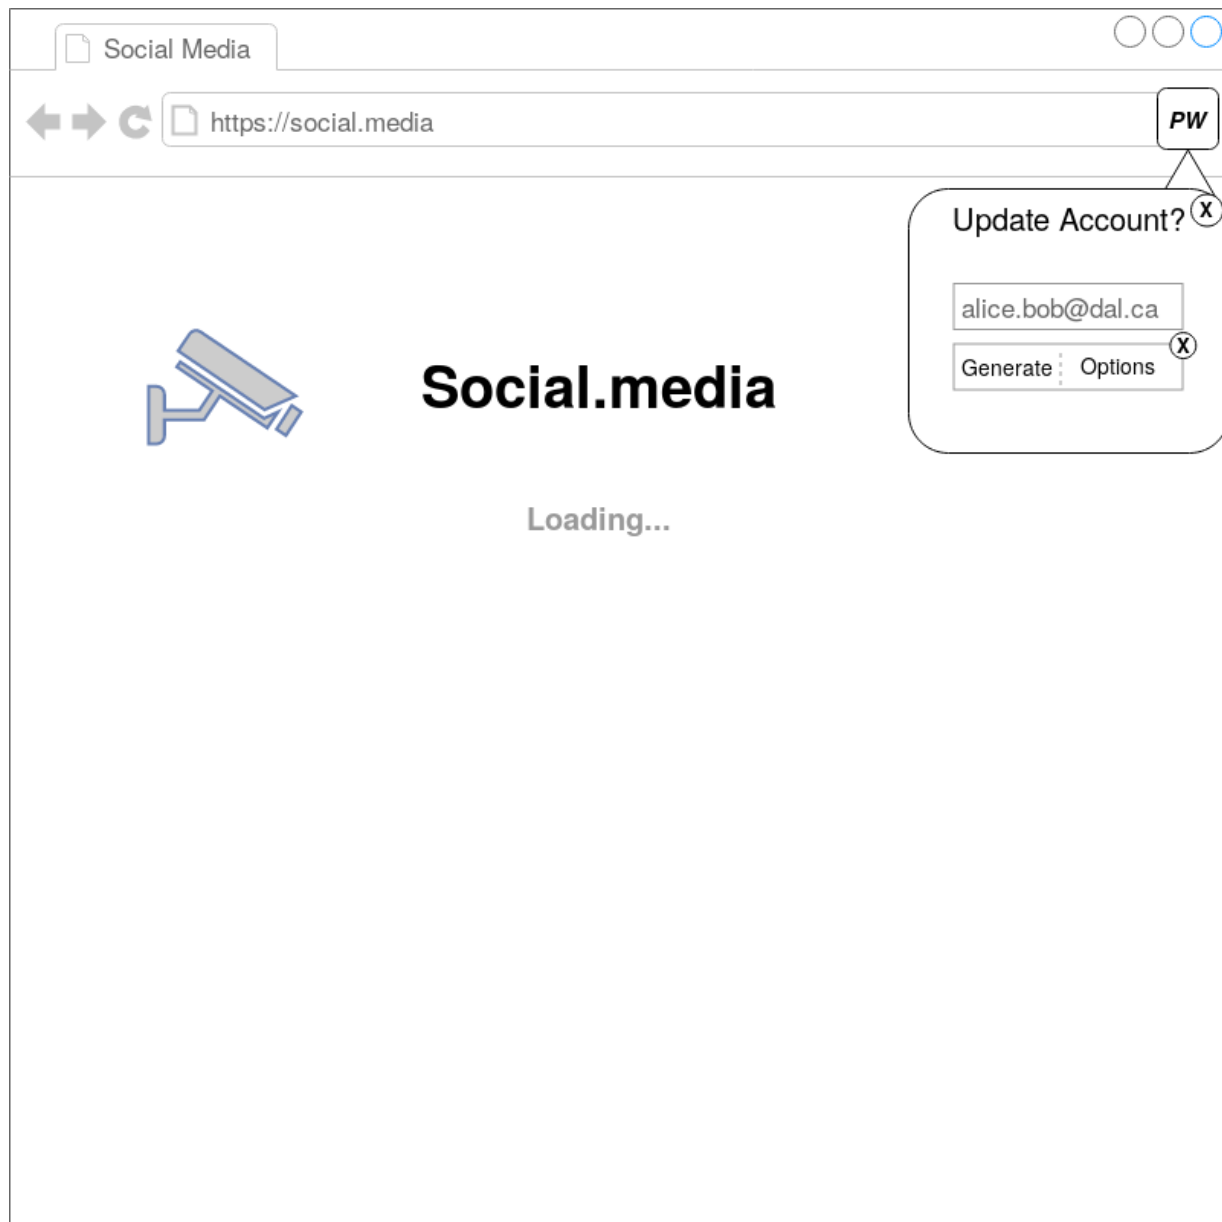 Social Media
https://social.media
PW
Update Account?
X
alice.bob@dal.ca
X
Generate
Options
Social.media
Loading...